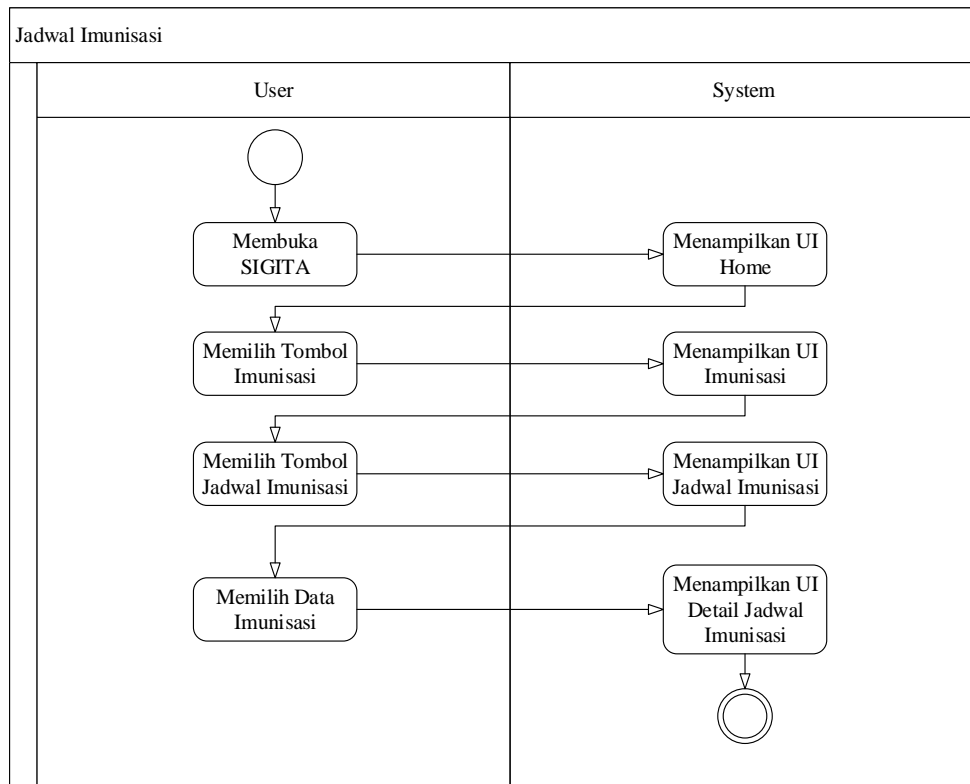 Jadwal Imunisasi
User
System
Membuka
SIGITA
Menampilkan UI
Home
Memilih Tombol
Imunisasi
Menampilkan UI
Imunisasi
Memilih Tombol
Jadwal Imunisasi
Menampilkan UI
Jadwal Imunisasi
Memilih Data
Imunisasi
Menampilkan UI
Detail Jadwal
Imunisasi